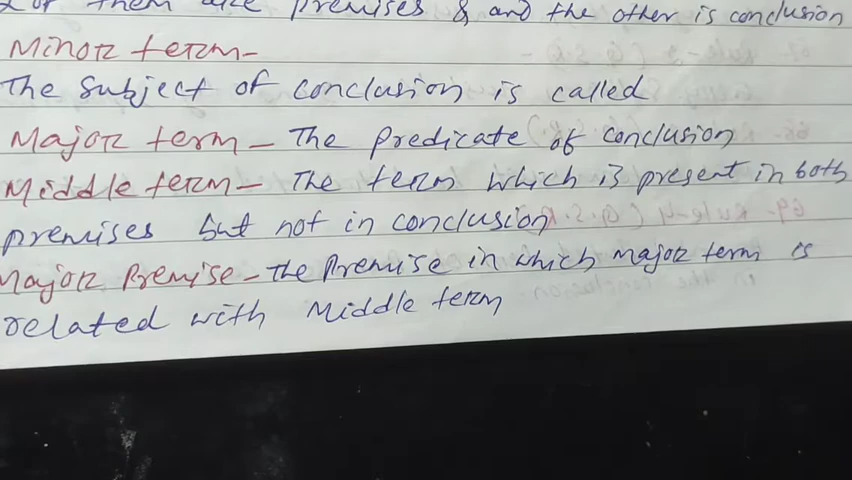 of them are premises & and the other is conclusion
Minor term-
The subject of conclusion is called
Major term - The predicate of conclusion
Middle term - The term which is present in both
premises but not in conclusion
Major Premise - the Premise in which major term is
related with Middle term